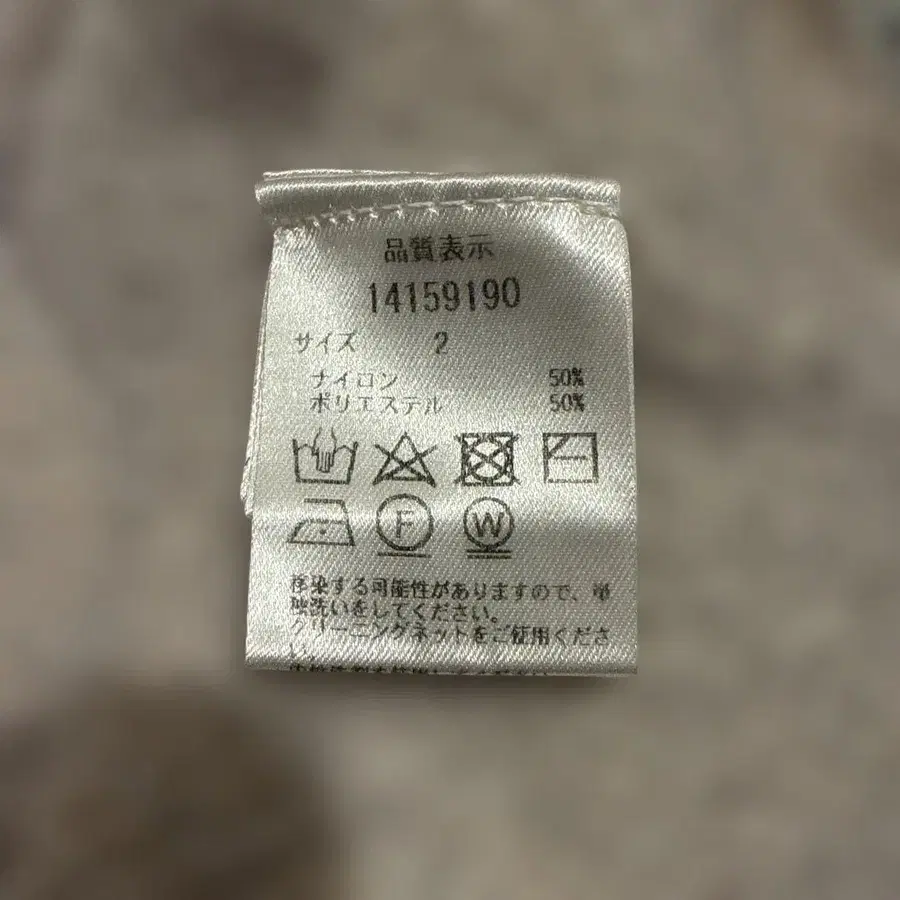 品質表示
14159190
サイズ 2
ナイロン 50%
ポリエステル 50%
F W
移染する可能性がありますので、単
独洗いをしてください。
クリーニングネットをご使用くださ
い。